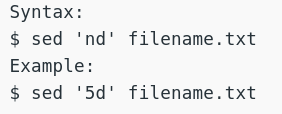 Syntax:
$ sed 'nd' filename.txt
Example:
$ sed '5d' filename.txt